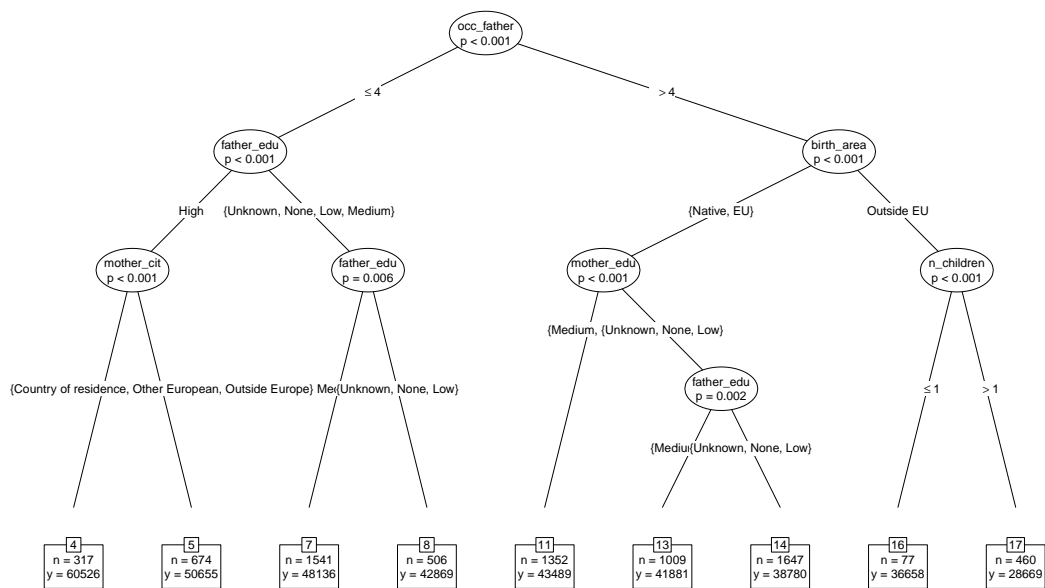 occ_father
p < 0.001
≤ 4
> 4
father_edu
p < 0.001
birth_area
p < 0.001
High
{Unknown, None, Low, Medium}
{Native, EU}
Outside EU
mother_cit
p < 0.001
father_edu
p = 0.006
mother_edu
p < 0.001
n_children
p < 0.001
{Medium, {Unknown, None, Low}
{Country of residence, Other European, Outside Europe}
{Unknown, None, Low}
father_edu
p = 0.002
≤ 1
> 1
{Unknown, None, Low}
4
n = 317
y = 60526
5
n = 674
y = 50655
7
n = 1541
y = 48136
8
n = 506
y = 42869
11
n = 1352
y = 43489
13
n = 1009
y = 41881
14
n = 1647
y = 38780
16
n = 77
y = 36658
17
n = 460
y = 28669